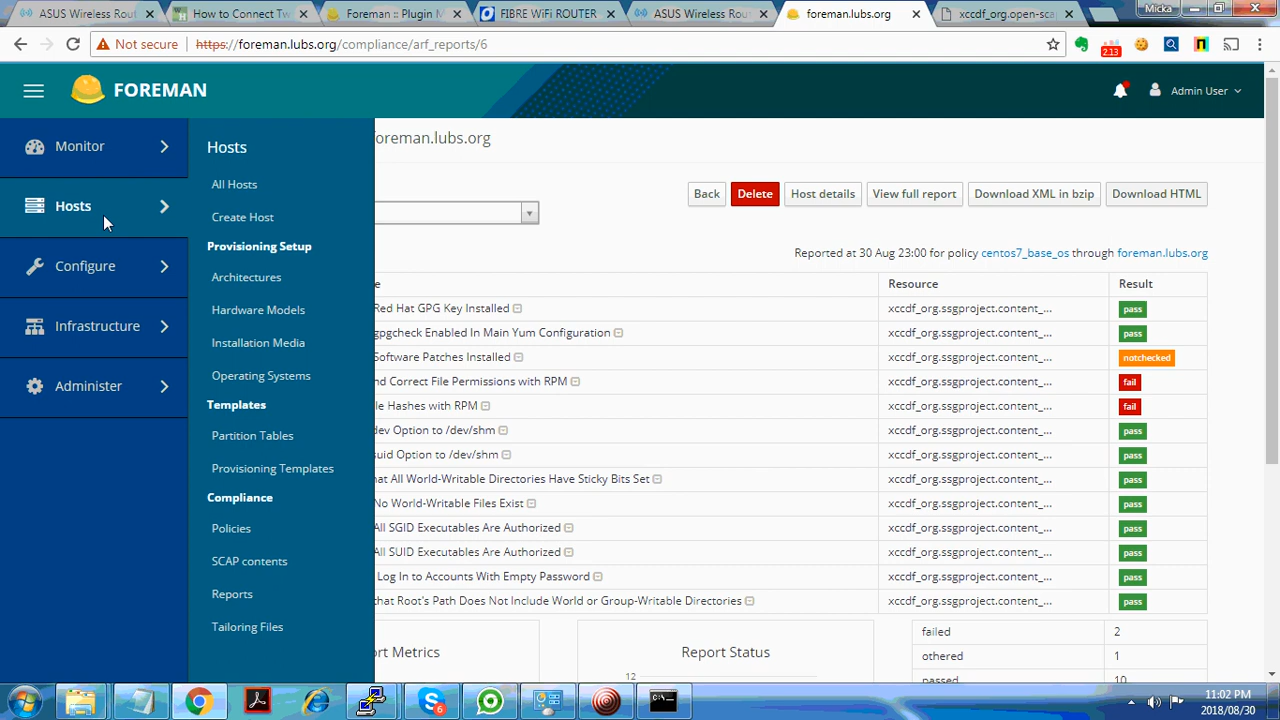 ASUS Wireless Rou
How to Connect Tw
Foreman :: Plugin M
FIBRE WiFi ROUTER
ASUS Wireless Rou
foreman.lubs.org
xccdf_org.open-sca
Micka
Not secure
https://foreman.lubs.org/compliance/arf_reports/6
2.13
FOREMAN
Admin User
Monitor
Hosts
Configure
Infrastructure
Administer
Hosts
All Hosts
Create Host
Provisioning Setup
Architectures
Hardware Models
Installation Media
Operating Systems
Templates
Partition Tables
Provisioning Templates
Compliance
Policies
SCAP contents
Reports
Tailoring Files
foreman.lubs.org
Back
Delete
Host details
View full report
Download XML in bzip
Download HTML
Reported at 30 Aug 23:00 for policy centos7_base_os through foreman.lubs.org
Resource
Result
Red Hat GPG Key Installed xccdf_org.ssgproject.content_... pass
gpgcheck Enabled In Main Yum Configuration xccdf_org.ssgproject.content_... pass
Software Patches Installed xccdf_org.ssgproject.content_... notchecked
nd Correct File Permissions with RPM xccdf_org.ssgproject.content_... fail
le Hashes with RPM xccdf_org.ssgproject.content_... fail
dev Option to /dev/shm xccdf_org.ssgproject.content_... pass
suid Option to /dev/shm xccdf_org.ssgproject.content_... pass
hat All World-Writable Directories Have Sticky Bits Set xccdf_org.ssgproject.content_... pass
No World-Writable Files Exist xccdf_org.ssgproject.content_... pass
All SGID Executables Are Authorized xccdf_org.ssgproject.content_... pass
All SUID Executables Are Authorized xccdf_org.ssgproject.content_... pass
Log In to Accounts With Empty Password xccdf_org.ssgproject.content_... pass
that Root's Path Does Not Include World or Group-Writable Directories xccdf_org.ssgproject.content_... pass
rt Metrics
Report Status
12
failed 2
othered 1
passed 10
6
11:02 PM
2018/08/30